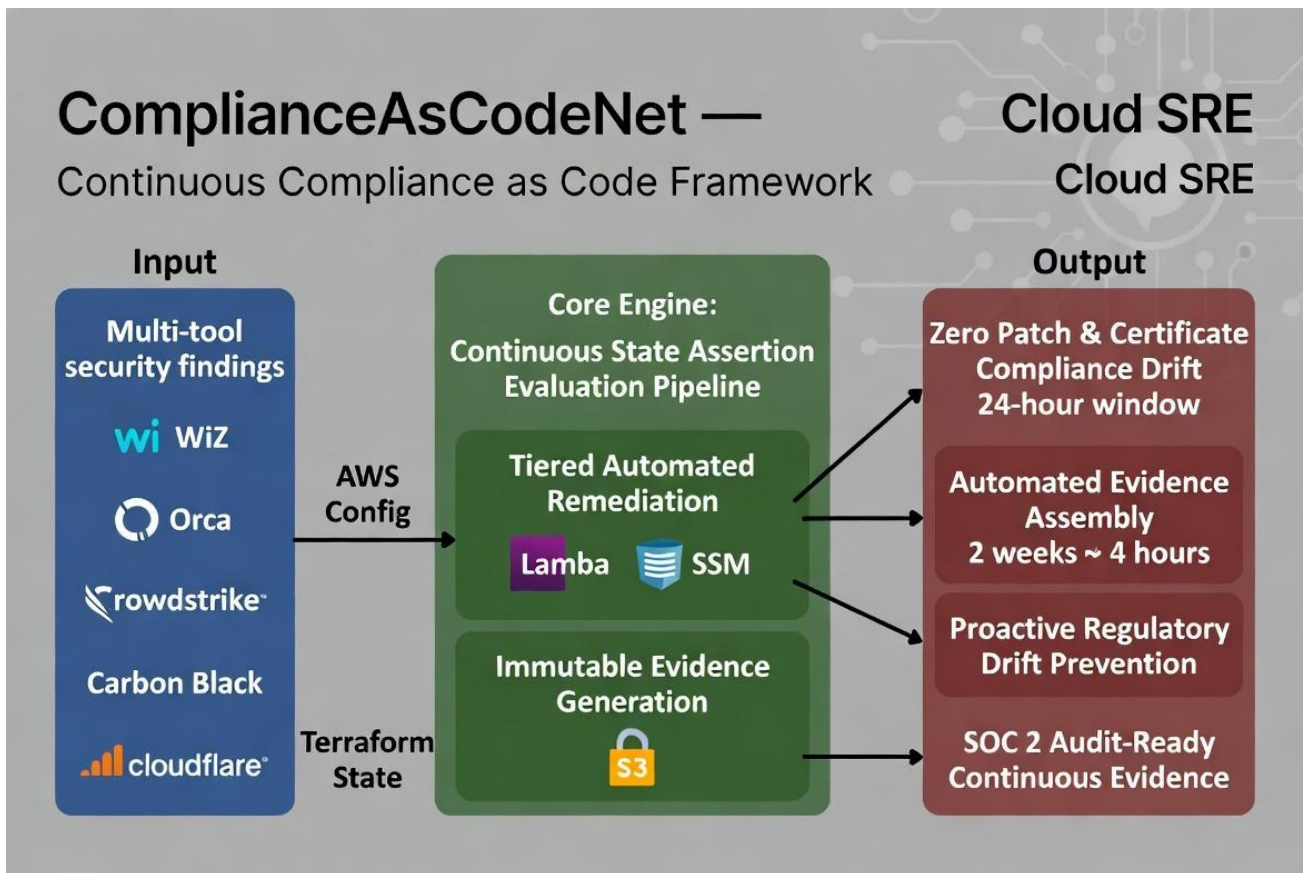 ComplianceAsCodeNet —
Continuous Compliance as Code Framework
Cloud SRE
Cloud SRE
Input
Multi-tool
security findings
wi WiZ
Orca
rowdstrike
Carbon Black
cloudflare
AWS
Config
Terraform
State
Core Engine:
Continuous State Assertion
Evaluation Pipeline
Tiered Automated
Remediation
Lamba
SSM
Immutable Evidence
Generation
S3
Output
Zero Patch & Certificate
Compliance Drift
24-hour window
Automated Evidence
Assembly
2 weeks ~ 4 hours
Proactive Regulatory
Drift Prevention
SOC 2 Audit-Ready
Continuous Evidence